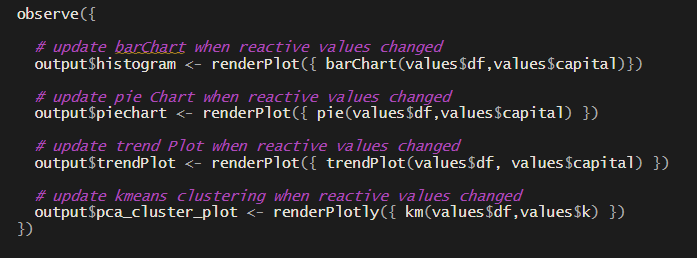 observe({
# update barChart when reactive values changed
output$histogram <- renderPlot({ barChart(values$df,values$capital)})
# update pie Chart when reactive values changed
output$piechart <- renderPlot({ pie(values$df,values$capital) })
# update trend Plot when reactive values changed
output$trendPlot <- renderPlot({ trendPlot(values$df, values$capital) })
# update kmeans clustering when reactive values changed
output$pca_cluster_plot <- renderPlotly({ km(values$df,values$k) })
})